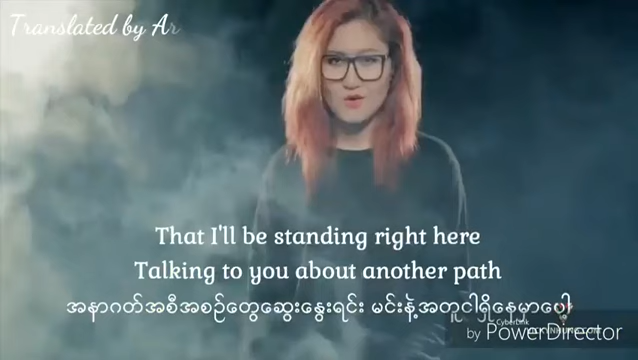 Translated by Ar
That I'll be standing right here
Talking to you about another path
အနာဂတ်အစီအစဉ်တွေဆွေးနွေးရင်း မင်းနဲ့အတူငါရှိနေမှာပေါ့
CyberLink
by PowerDirector